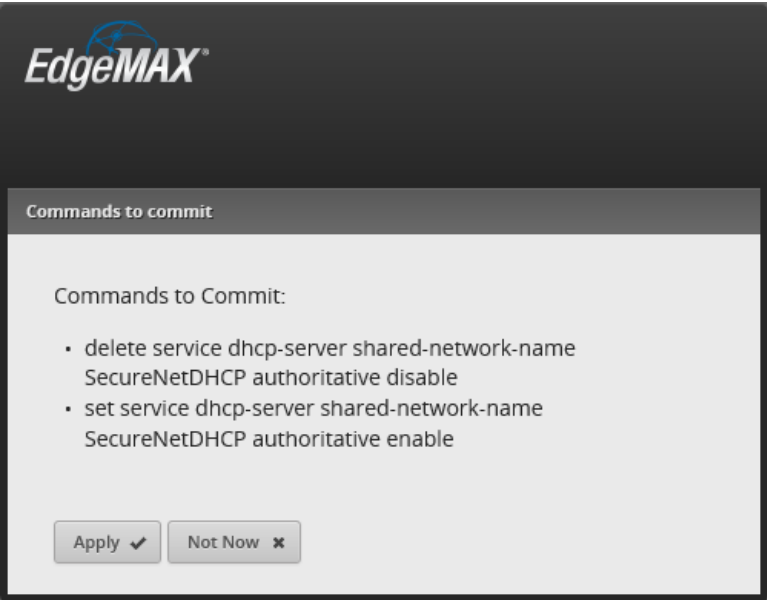 EdgeMAX®
Commands to commit
Commands to Commit:
• delete service dhcp-server shared-network-name
SecureNetDHCP authoritative disable
• set service dhcp-server shared-network-name
SecureNetDHCP authoritative enable
Apply ✔ Not Now ✖